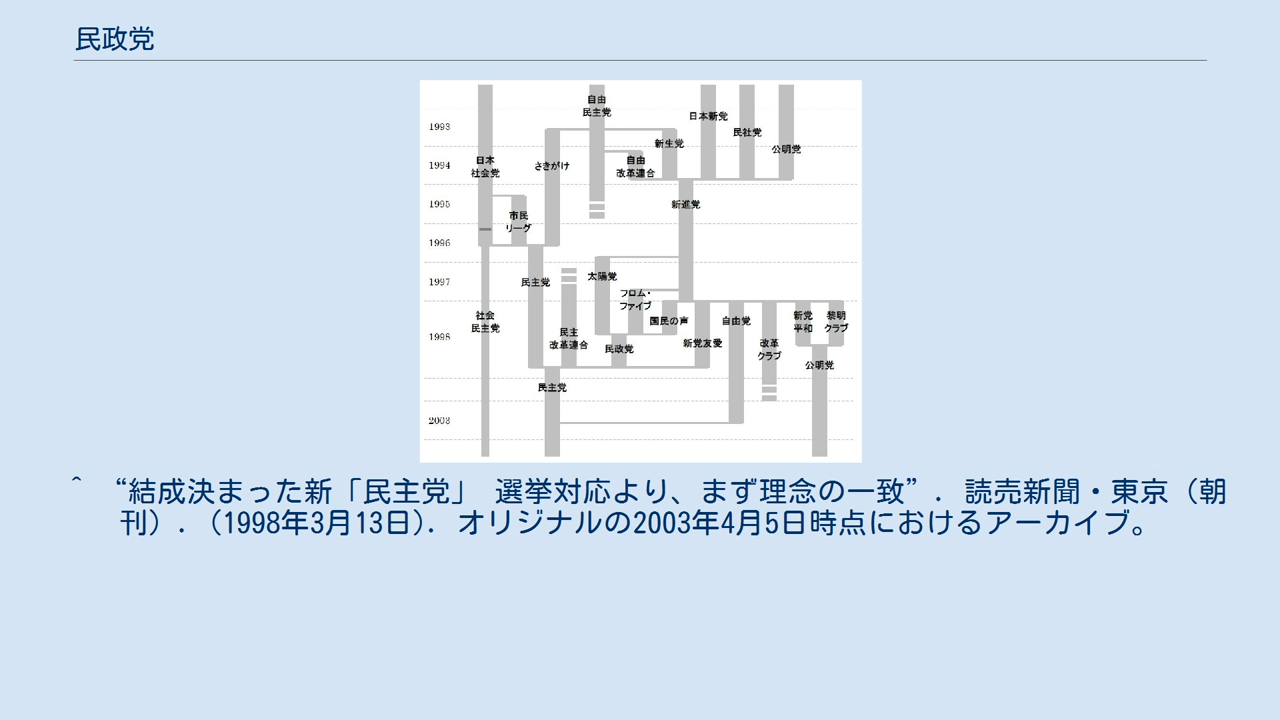 民政党
自由
民主党
日本新党
1993
民社党
新生党
公明党
日本
社会党
1994
さきがけ
自由
改革連合
1995
新進党
市民
リーグ
1996
太陽党
1997
民主党
フロム・
ファイブ
社会
民主党
国民の声
自由党
新党
平和
黎明
クラブ
1998
民主
改革連合
民政党
新党友愛
改革
クラブ
公明党
民主党
2003
^ “結成決まった新「民主党」 選挙対応より、まず理念の一致”. 読売新聞・東京（朝
刊）. (1998年3月13日). オリジナルの2003年4月5日時点におけるアーカイブ。